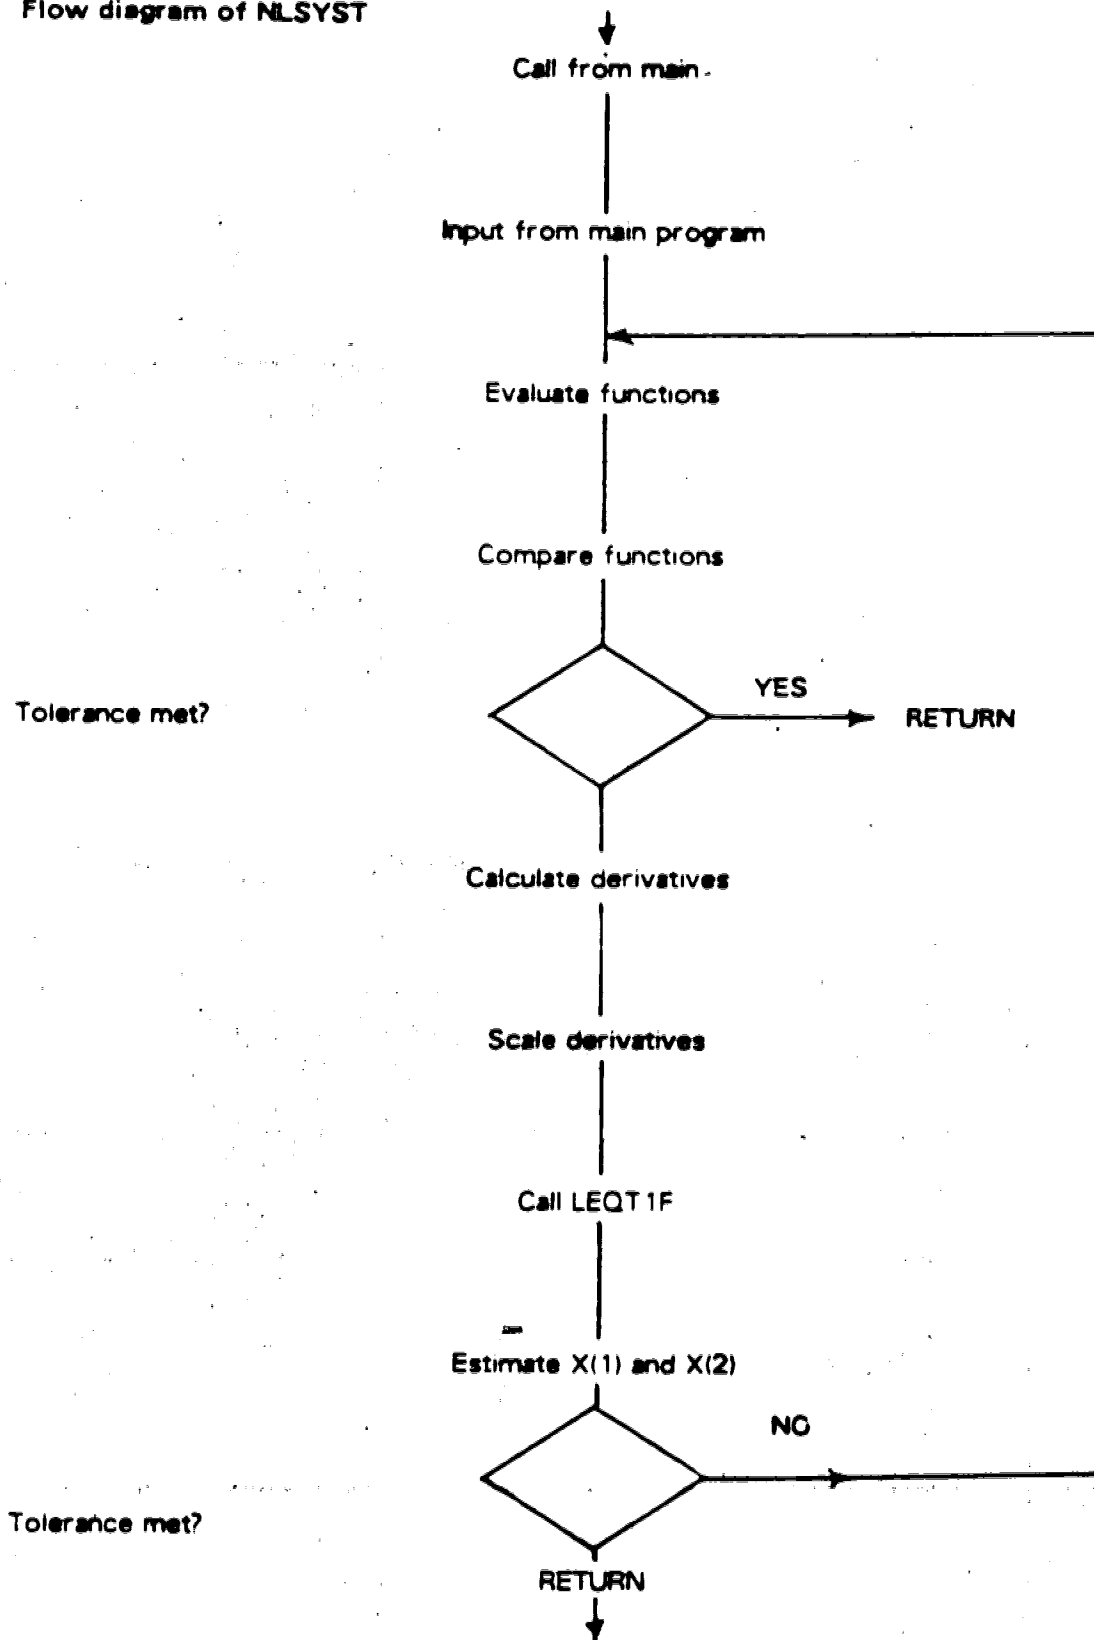 Flow diagram of NLSYST
Call from main
Input from main program
Evaluate functions
Compare functions
YES
Tolerance met?
RETURN
Calculate derivatives
Scale derivatives
Call LEQT1F
Estimate X(1) and X(2)
NO
Tolerance met?
RETURN